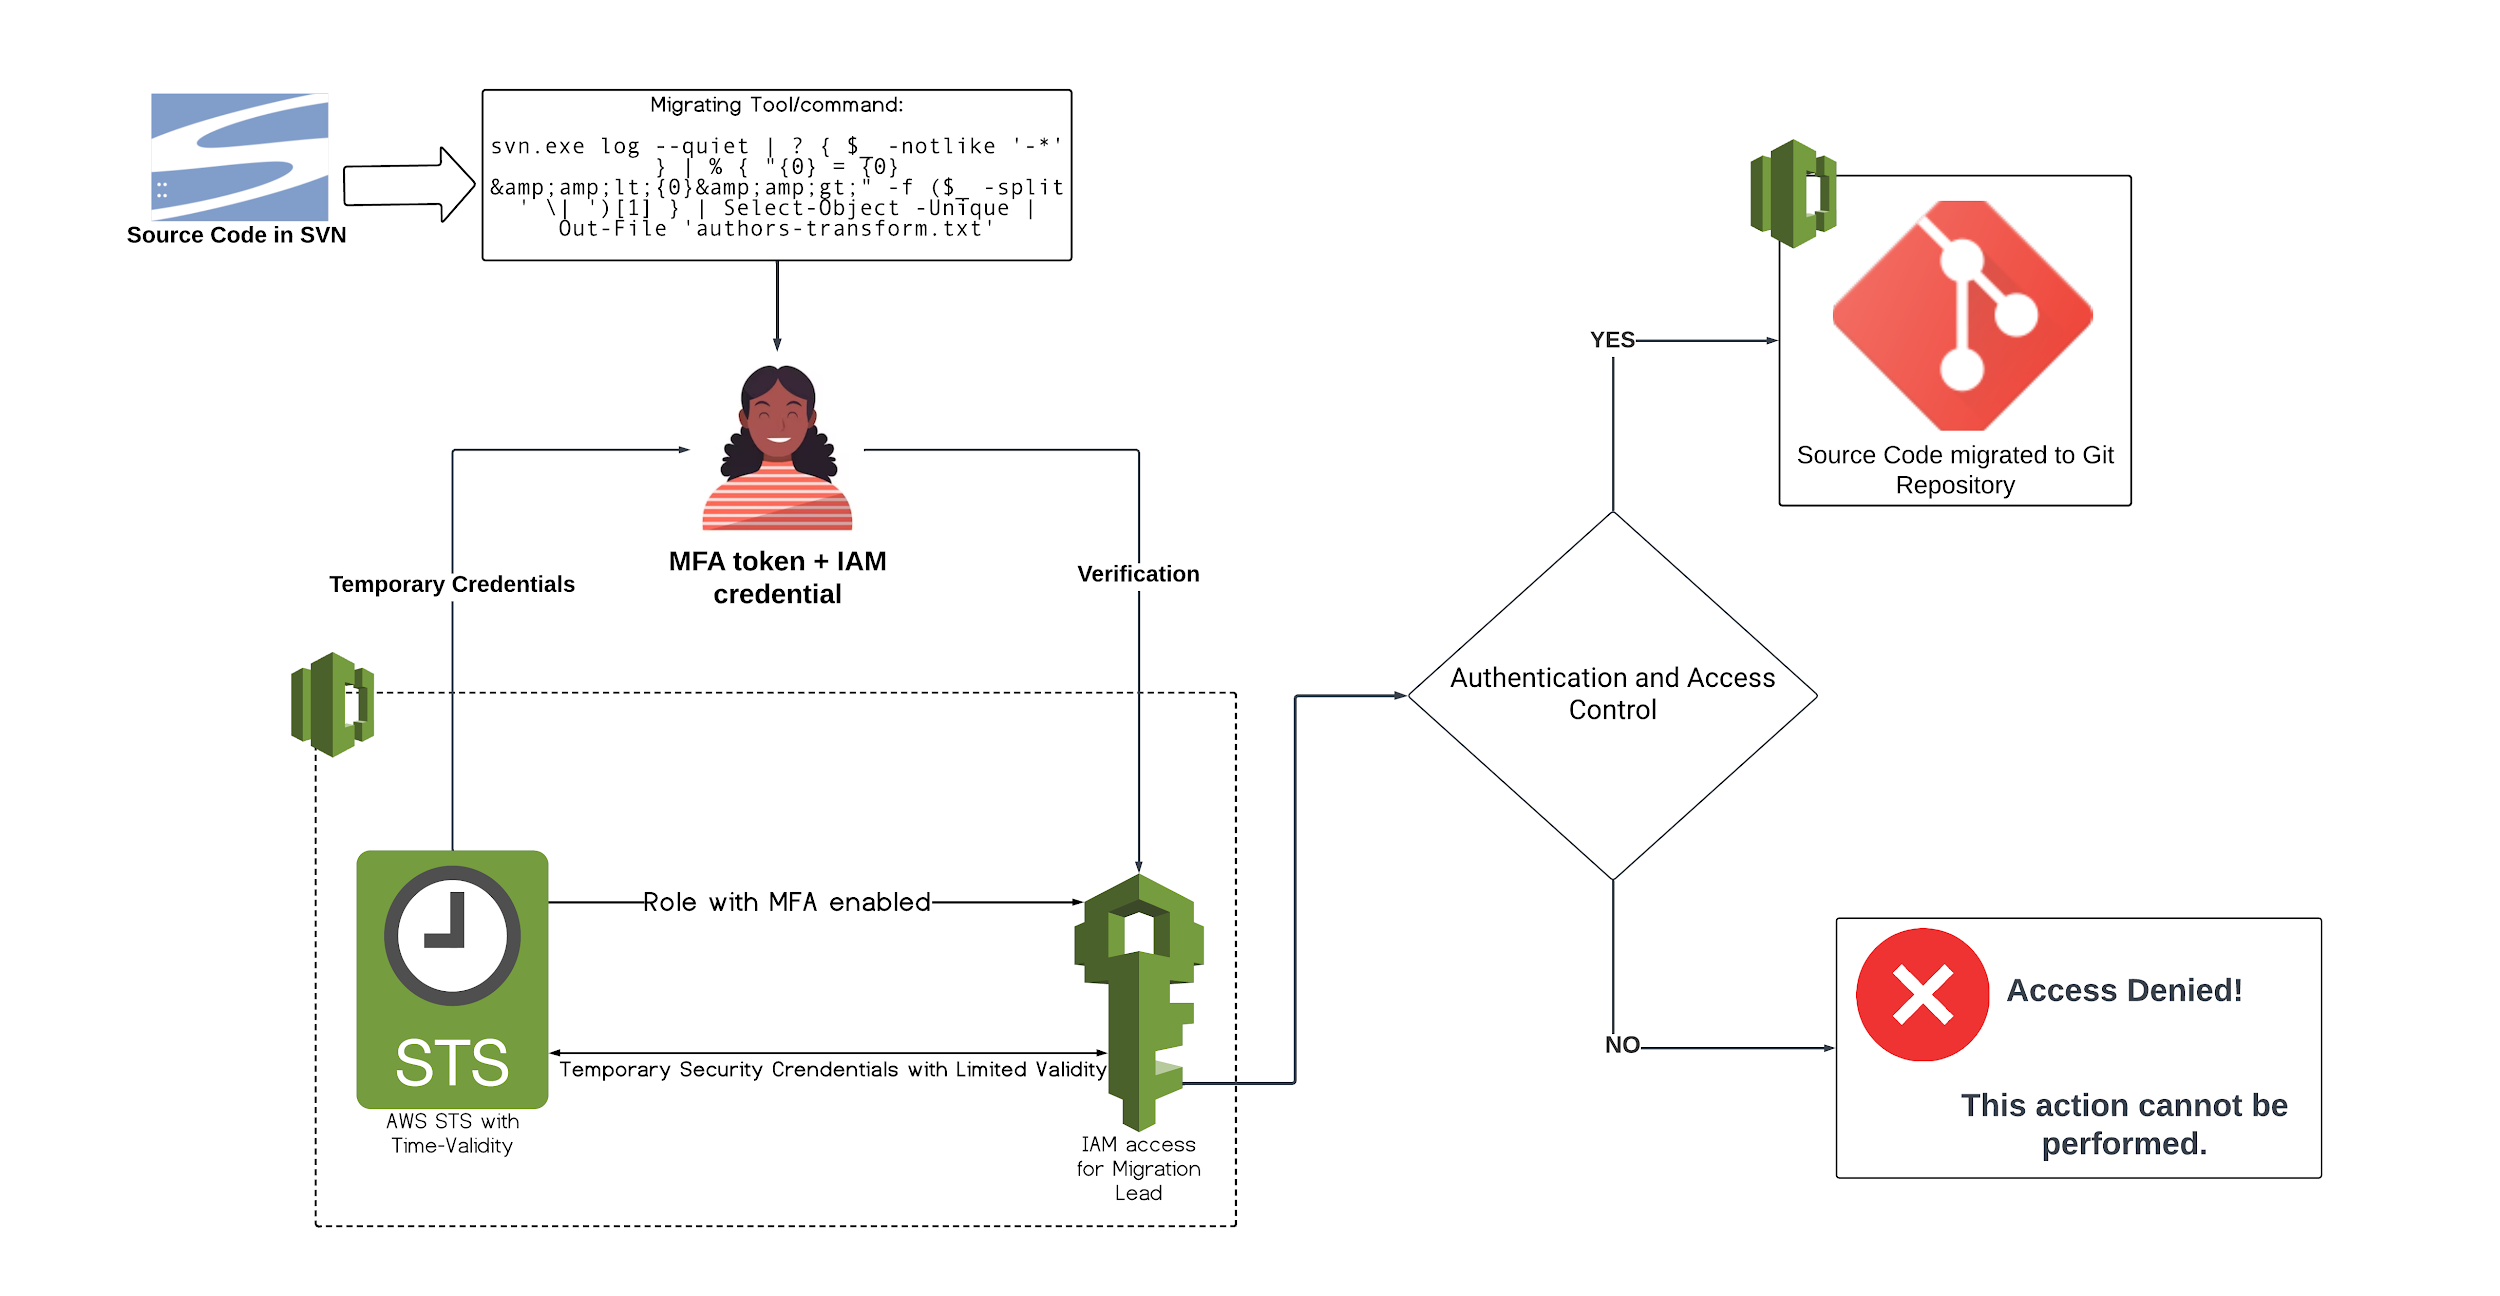 Source Code in SVN
Migrating Tool/command:
svn.exe log --quiet | ? { $_ -notlike '-*'
} | % { "{0} = {0}
&amp;amp;lt;{0}&amp;amp;gt;" -f ($_ -split
' \| ')[1] } | Select-Object -Unique |
Out-File 'authors-transform.txt'
MFA token + IAM
credential
Temporary Credentials
Verification
STS
AWS STS with
Time-Validity
Role with MFA enabled
Temporary Security Crendentials with Limited Validity
IAM access
for Migration
Lead
Authentication and Access
Control
YES
Source Code migrated to Git
Repository
NO
Access Denied!
This action cannot be
performed.